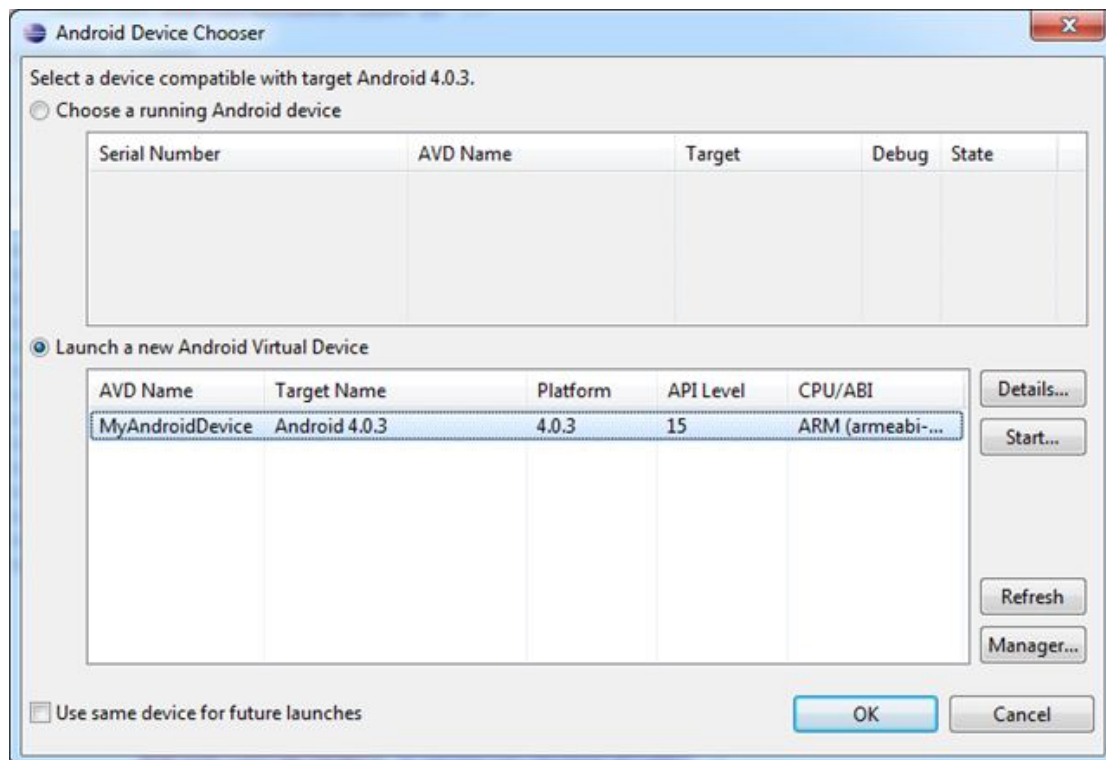 Android Device Chooser
Select a device compatible with target Android 4.0.3.
Choose a running Android device
Serial Number AVD Name Target Debug State
Launch a new Android Virtual Device
AVD Name Target Name Platform API Level CPU/ABI
MyAndroidDevice Android 4.0.3 4.0.3 15 ARM (armeabi-...
Details...
Start...
Refresh
Manager...
Use same device for future launches
OK Cancel